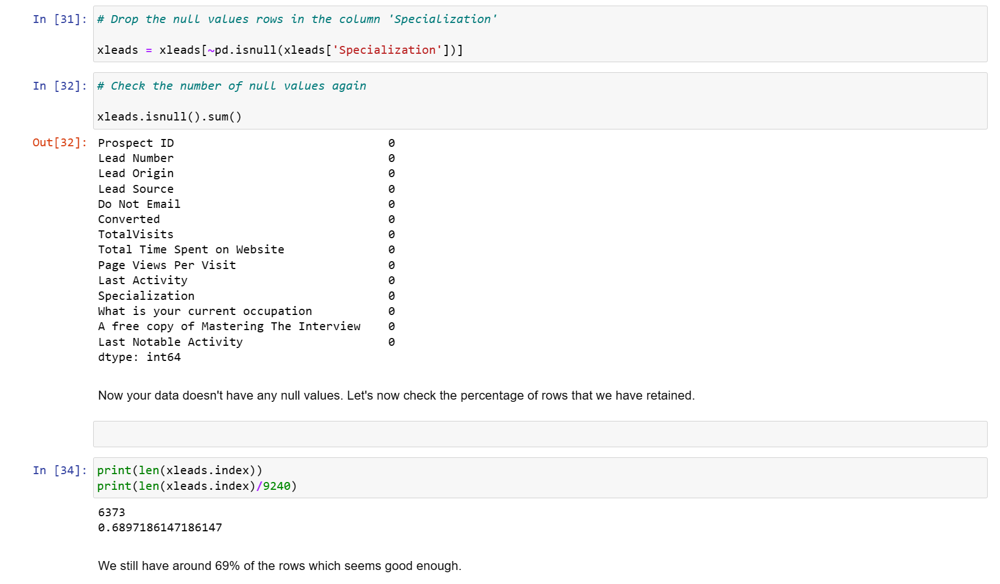 In [31]: # Drop the null values rows in the column 'Specialization'
xleads = xleads[~pd.isnull(xleads['Specialization'])]
In [32]: # Check the number of null values again
xleads.isnull().sum()
Out[32]: Prospect ID 0
Lead Number 0
Lead Origin 0
Lead Source 0
Do Not Email 0
Converted 0
TotalVisits 0
Total Time Spent on Website 0
Page Views Per Visit 0
Last Activity 0
Specialization 0
What is your current occupation 0
A free copy of Mastering The Interview 0
Last Notable Activity 0
dtype: int64
Now your data doesn't have any null values. Let's now check the percentage of rows that we have retained.
In [34]: print(len(xleads.index))
print(len(xleads.index)/9240)
6373
0.6897186147186147
We still have around 69% of the rows which seems good enough.